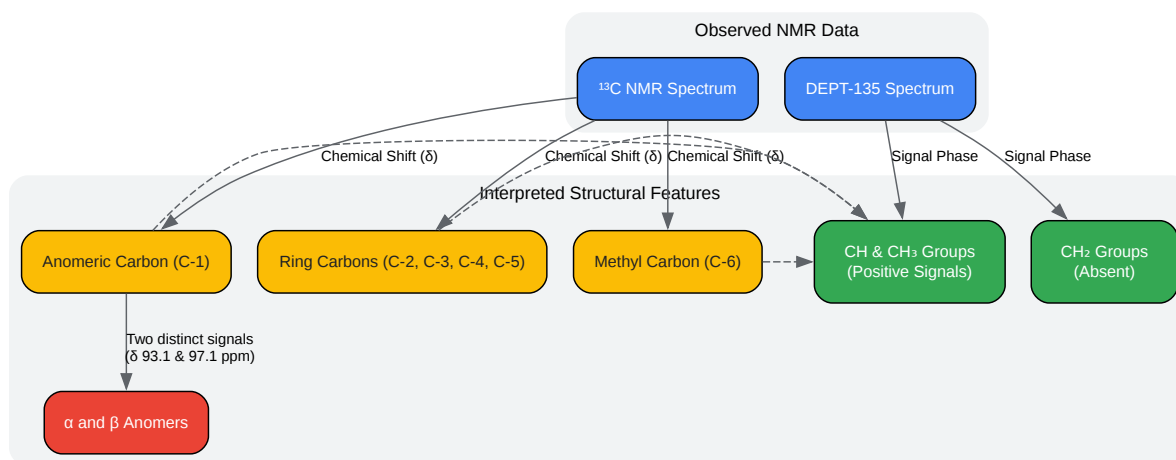 Observed NMR Data
¹³C NMR Spectrum
DEPT-135 Spectrum
Chemical Shift (δ)
Chemical Shift (δ)
Chemical Shift (δ)
Signal Phase
Signal Phase
Interpreted Structural Features
Anomeric Carbon (C-1)
Ring Carbons (C-2, C-3, C-4, C-5)
Methyl Carbon (C-6)
CH & CH₃ Groups
(Positive Signals)
CH₂ Groups
(Absent)
Two distinct signals
(δ 93.1 & 97.1 ppm)
α and β Anomers